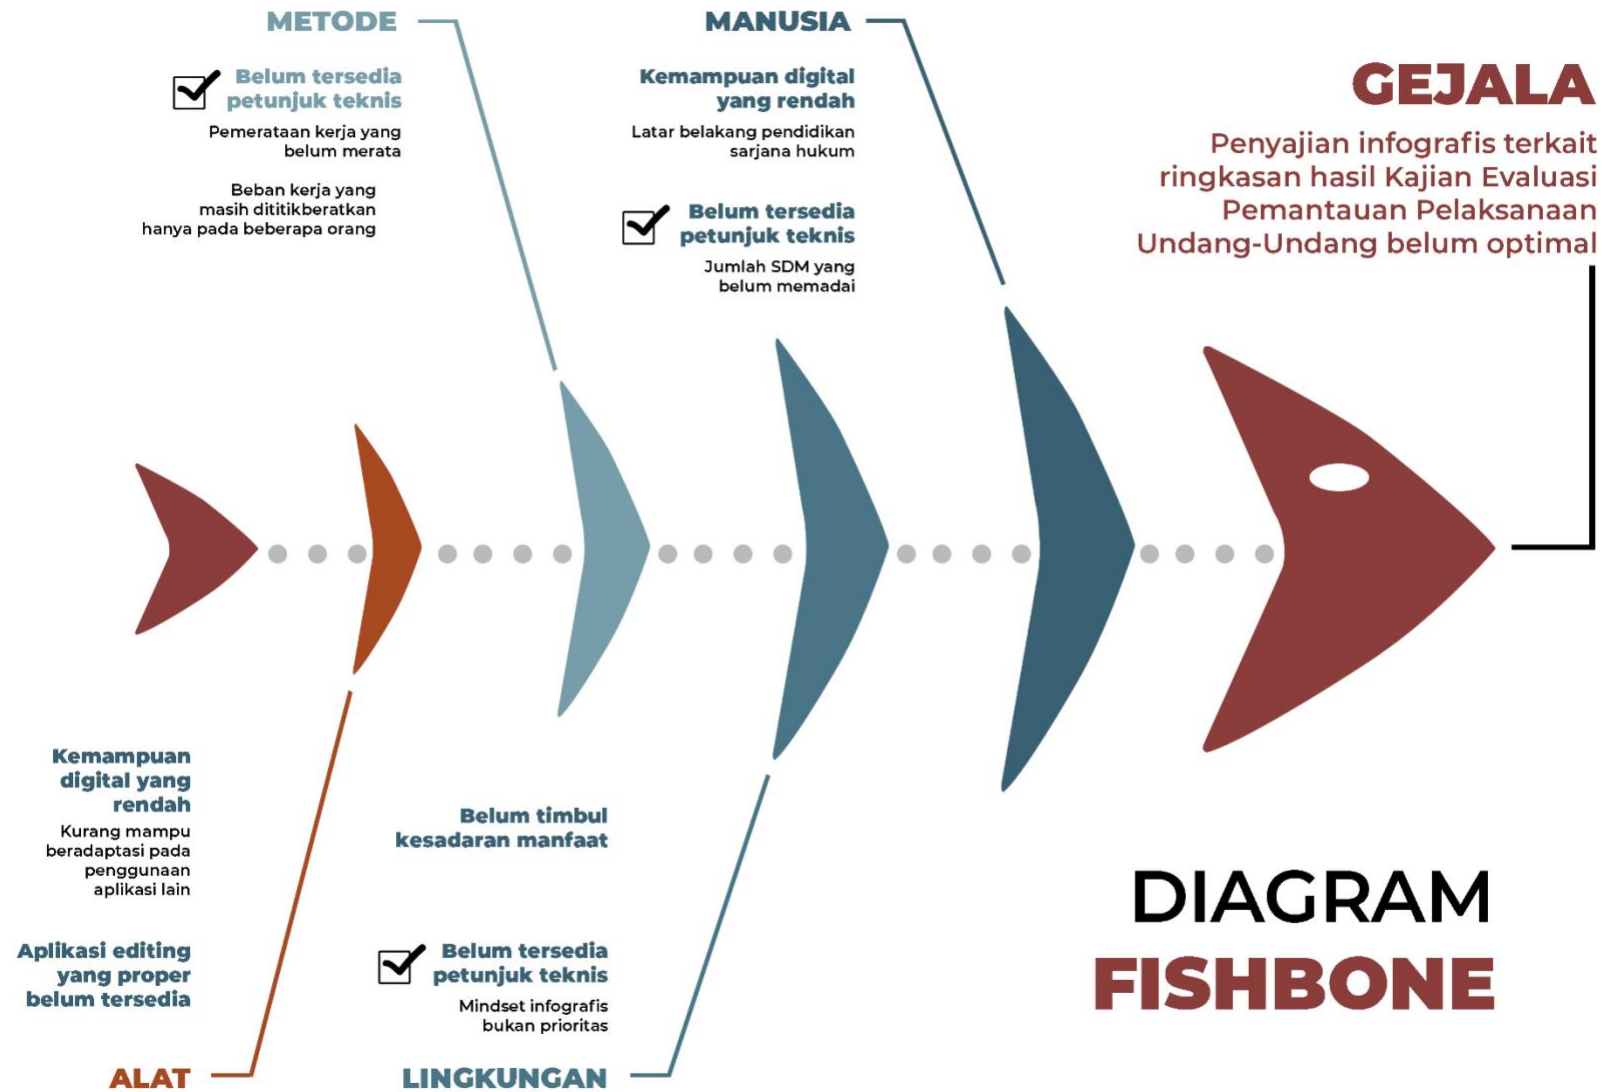 METODE
Belum tersedia
petunjuk teknis
Pemerataan kerja yang
belum merata
Beban kerja yang
masih dititikberatkan
hanya pada beberapa orang
MANUSIA
Kemampuan digital
yang rendah
Latar belakang pendidikan
sarjana hukum
Belum tersedia
petunjuk teknis
Jumlah SDM yang
belum memadai
GEJALA
Penyajian infografis terkait
ringkasan hasil Kajian Evaluasi
Pemantauan Pelaksanaan
Undang-Undang belum optimal
Kemampuan
digital yang
rendah
Kurang mampu
beradaptasi pada
penggunaan
aplikasi lain
Aplikasi editing
yang proper
belum tersedia
ALAT
Belum timbul
kesadaran manfaat
Belum tersedia
petunjuk teknis
Mindset infografis
bukan prioritas
LINGKUNGAN
DIAGRAM
FISHBONE